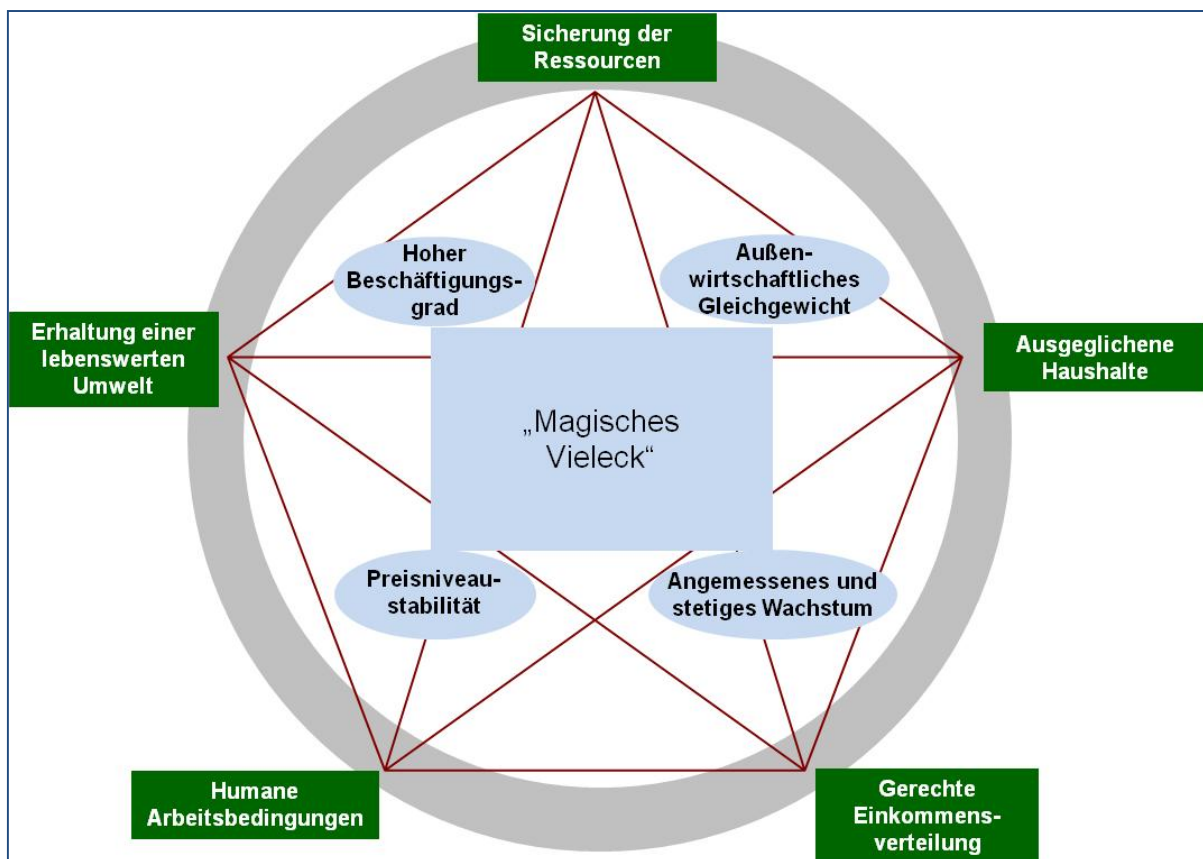 Sicherung der
Ressourcen
Hoher
Beschäftigungs-
grad
Außen-
wirtschaftliches
Gleichgewicht
Erhaltung einer
lebenswerten
Umwelt
Ausgeglichene
Haushalte
„Magisches
Vieleck“
Preisniveau-
stabilität
Angemessenes und
stetiges Wachstum
Humane
Arbeitsbedingungen
Gerechte
Einkommens-
verteilung